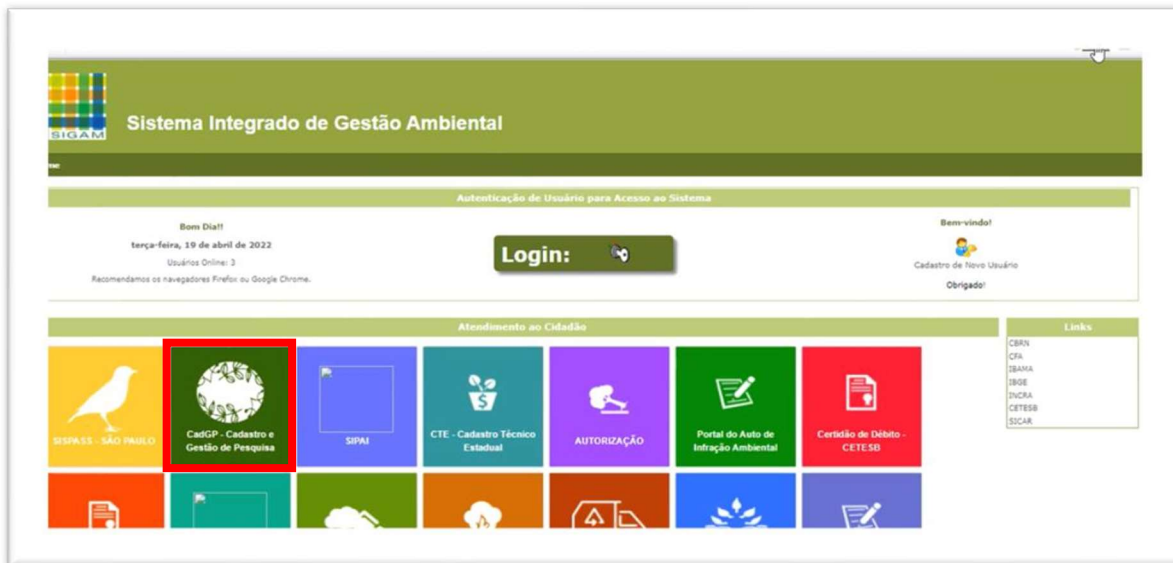 SIGAM
Sistema Integrado de Gestão Ambiental
me
Autenticação de Usuário para Acesso ao Sistema
Bom Dia!!
terça-feira, 19 de abril de 2022
Usuários Online: 3
Recomendamos os navegadores Firefox ou Google Chrome.
Login:
Bem-vindo!
Cadastro de Novo Usuário
Obrigado!
Atendimento ao Cidadão
SISPASS - SÃO PAULO
CadGP - Cadastro e
Gestão de Pesquisa
SIPAI
CTE - Cadastro Técnico
Estadual
AUTORIZAÇÃO
Portal do Auto de
Infração Ambiental
Certidão de Débito -
CETESB
Links
CBRN
CFA
IBAMA
IBGE
INCRA
CETESB
SICAR